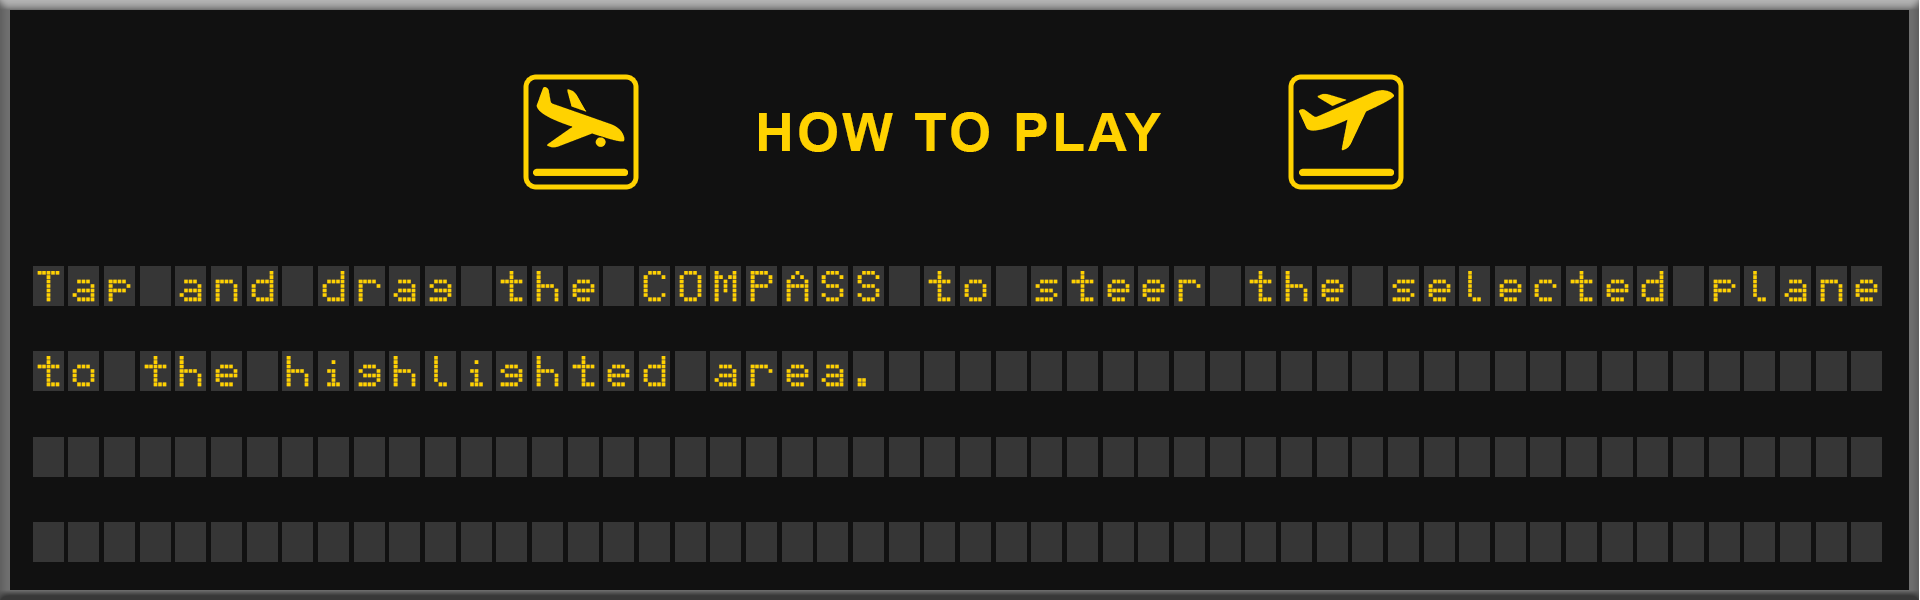 HOW TO PLAY
Tap and drag the COMPASS to steer the selected plane
to the highlighted area.